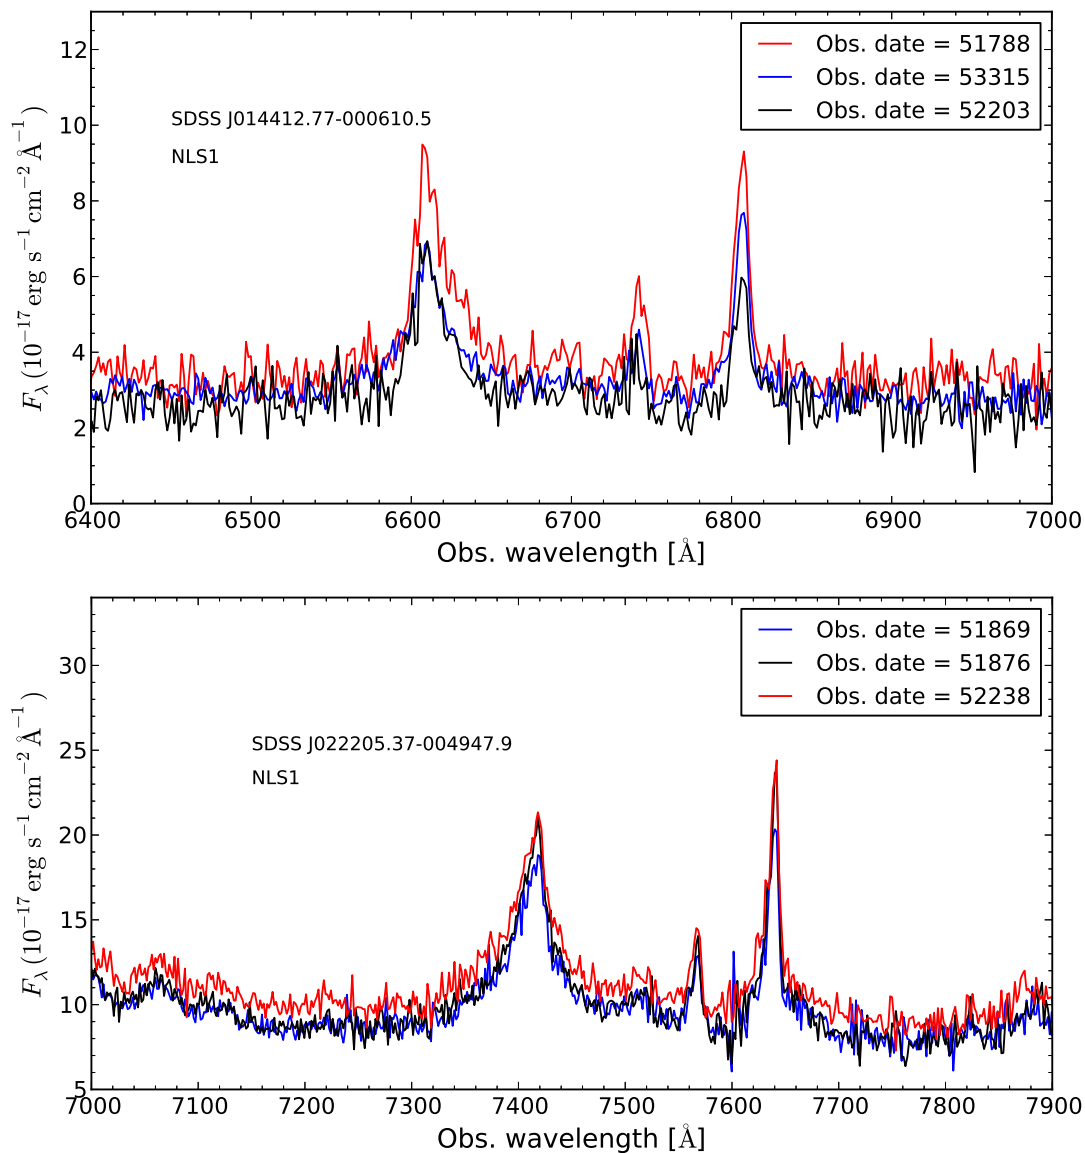 Obs. date = 51788
Obs. date = 53315
Obs. date = 52203
SDSS J014412.77-000610.5
NLS1
12
10
8
6
4
2
0
F_λ (10^−17 erg s^−1 cm^−2 Å^−1)
6400 6500 6600 6700 6800 6900 7000
Obs. wavelength [Å]
Obs. date = 51869
Obs. date = 51876
Obs. date = 52238
SDSS J022205.37-004947.9
NLS1
30
25
20
15
10
5
F_λ (10^−17 erg s^−1 cm^−2 Å^−1)
7000 7100 7200 7300 7400 7500 7600 7700 7800 7900
Obs. wavelength [Å]